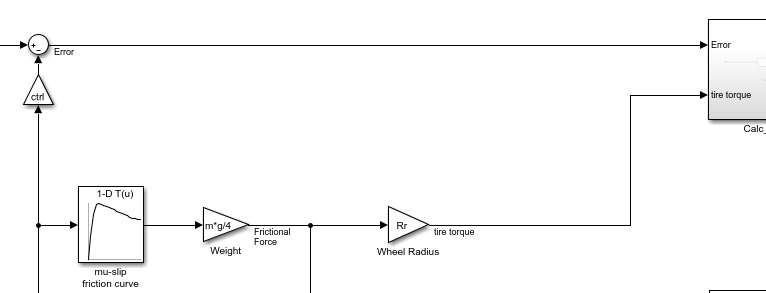 Error
Error
ctrl
tire torque
Calc_
1-D T(u)
m*g/4
Frictional
Force
Rr
tire torque
Weight
Wheel Radius
mu-slip
friction curve